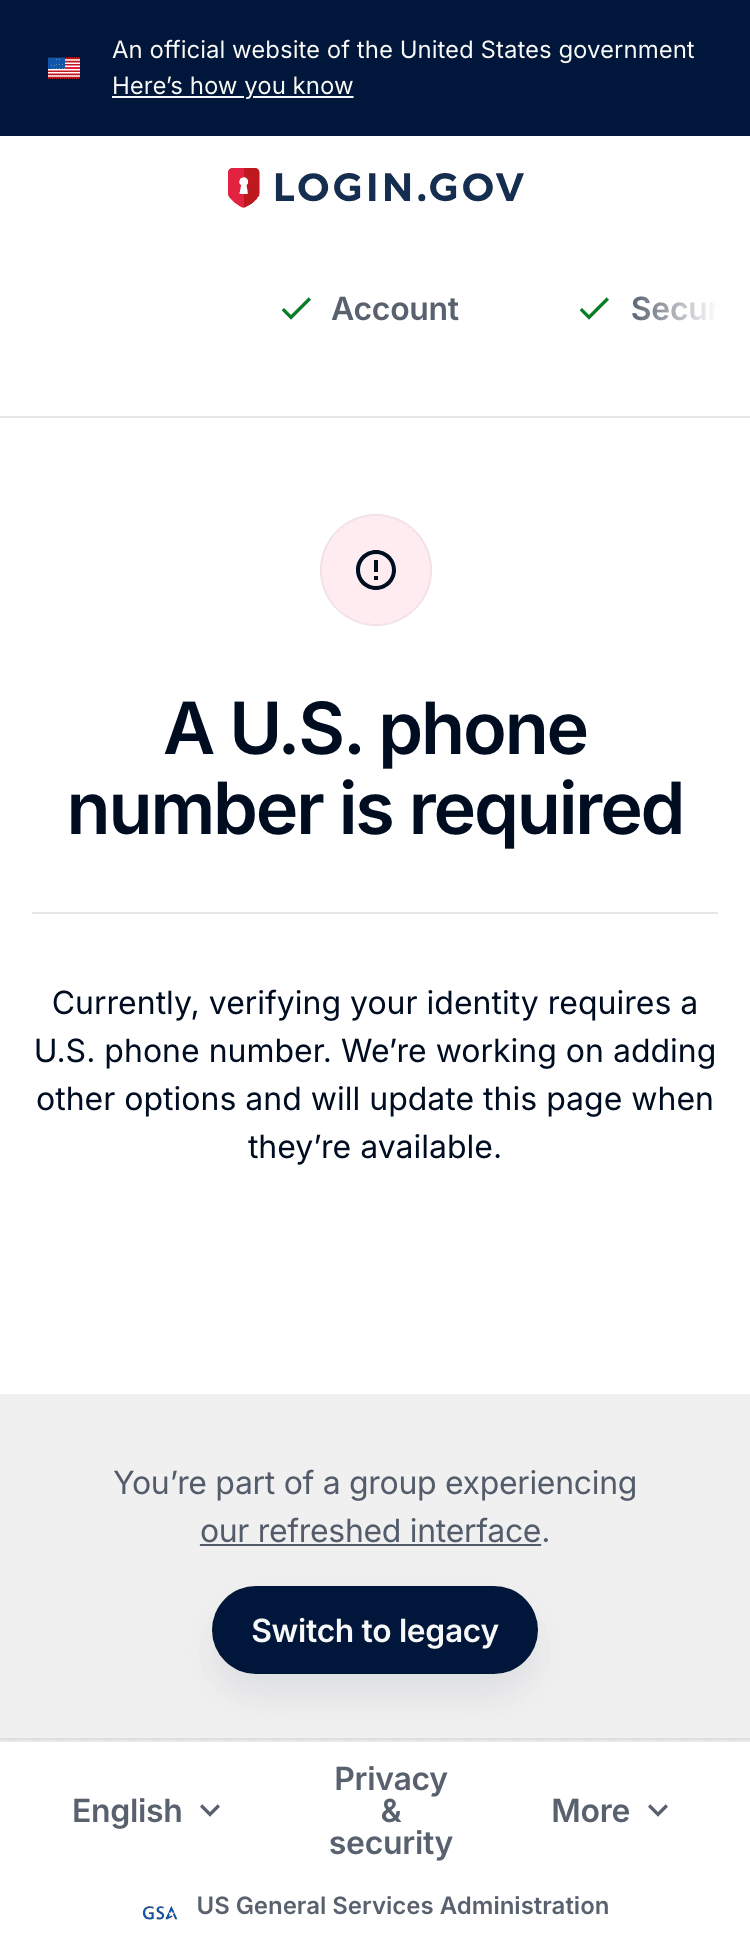 An official website of the United States government
Here’s how you know
LOGIN.GOV
Account
Secur
A U.S. phone
number is required
Currently, verifying your identity requires a
U.S. phone number. We’re working on adding
other options and will update this page when
they’re available.
You’re part of a group experiencing
our refreshed interface.
Switch to legacy
English
Privacy
&
security
More
GSA US General Services Administration